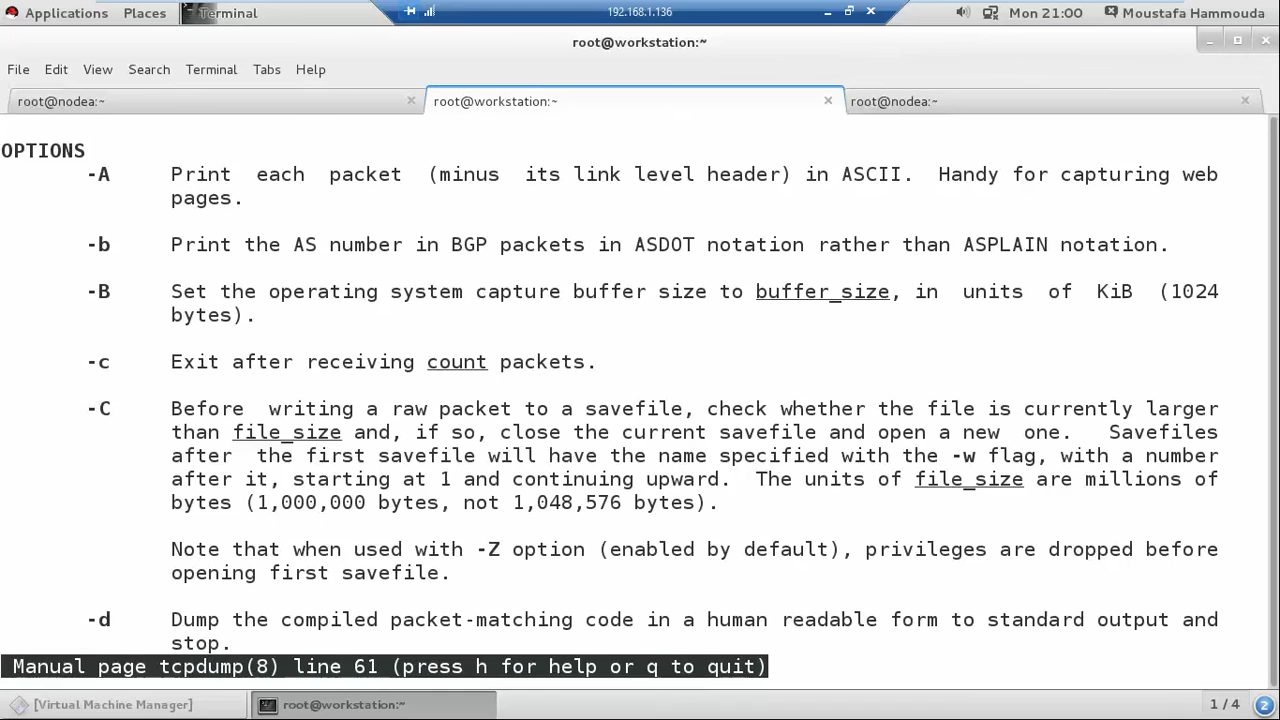 Applications Places Terminal 192.168.1.136 Mon 21:00 Moustafa Hammouda
root@workstation:~
File Edit View Search Terminal Tabs Help
root@nodea:~ root@workstation:~ root@nodea:~
OPTIONS
-A Print each packet (minus its link level header) in ASCII. Handy for capturing web
pages.
-b Print the AS number in BGP packets in ASDOT notation rather than ASPLAIN notation.
-B Set the operating system capture buffer size to buffer_size, in units of KiB (1024
bytes).
-c Exit after receiving count packets.
-C Before writing a raw packet to a savefile, check whether the file is currently larger
than file_size and, if so, close the current savefile and open a new one. Savefiles
after the first savefile will have the name specified with the -w flag, with a number
after it, starting at 1 and continuing upward. The units of file_size are millions of
bytes (1,000,000 bytes, not 1,048,576 bytes).
Note that when used with -Z option (enabled by default), privileges are dropped before
opening first savefile.
-d Dump the compiled packet-matching code in a human readable form to standard output and
stop.
Manual page tcpdump(8) line 61 (press h for help or q to quit)
[Virtual Machine Manager] root@workstation:~ 1 / 4 2